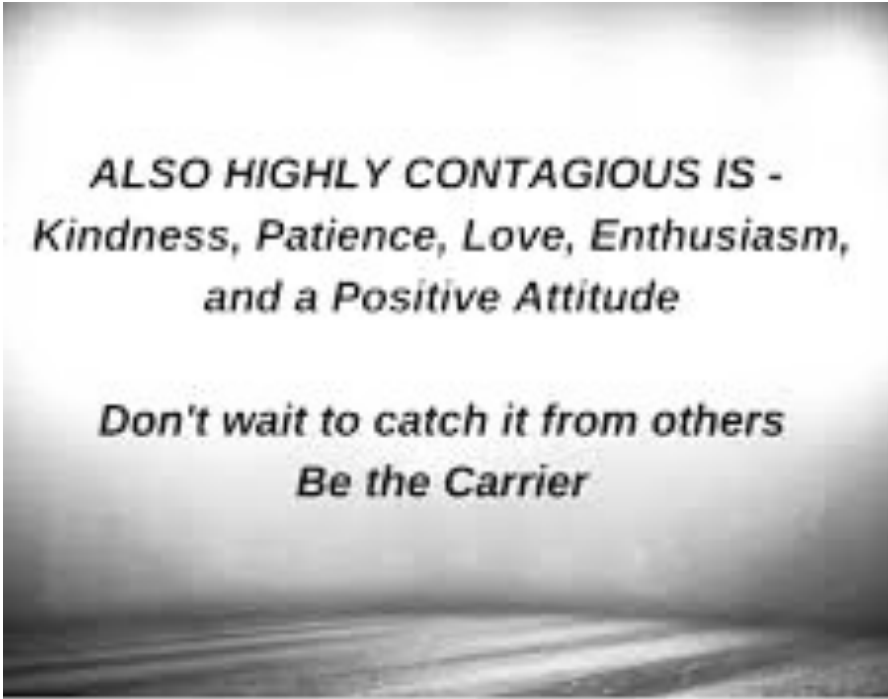 ALSO HIGHLY CONTAGIOUS IS -
Kindness, Patience, Love, Enthusiasm,
and a Positive Attitude
Don't wait to catch it from others
Be the Carrier